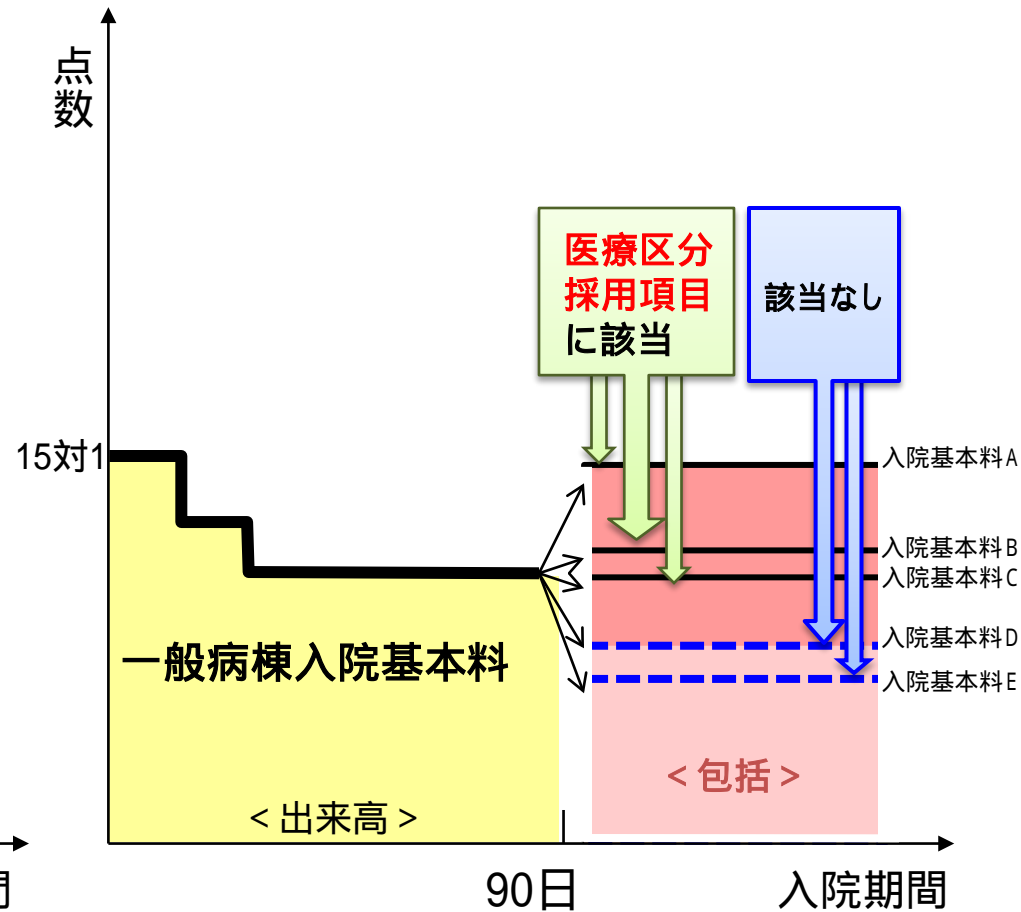 点数
医療区分
採用項目
に該当
該当なし
15対1
入院基本料A
入院基本料B
入院基本料C
入院基本料D
入院基本料E
一般病棟入院基本料
<包括>
<出来高>
間
90日
入院期間